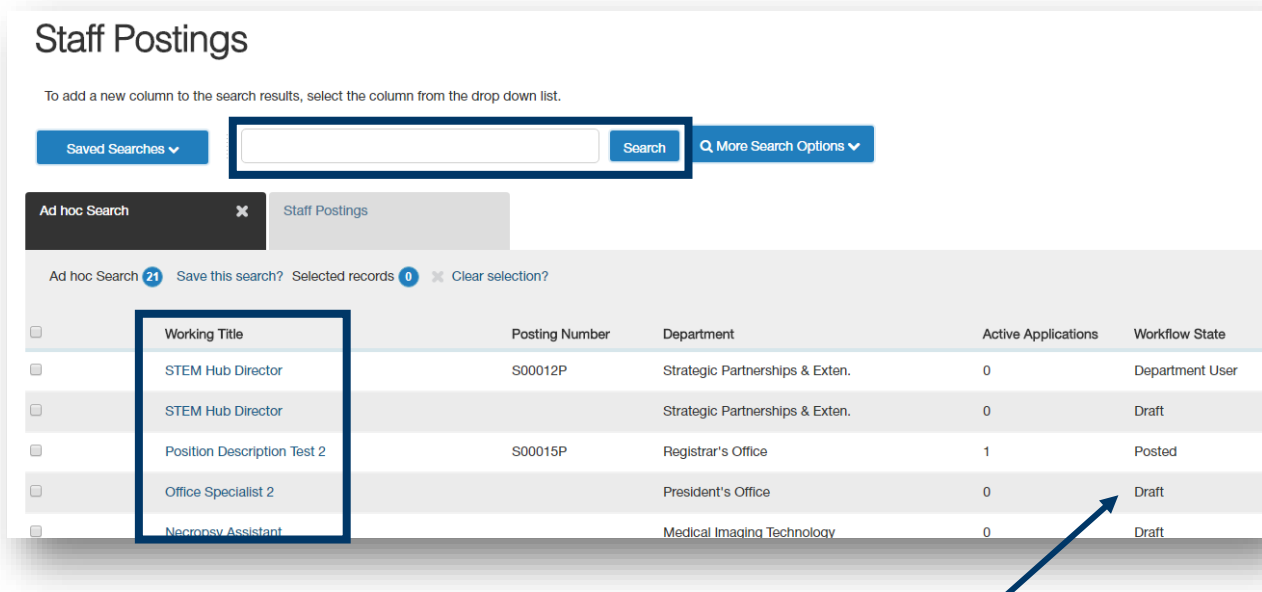 Staff Postings
To add a new column to the search results, select the column from the drop down list.
Saved Searches Search More Search Options
Ad hoc Search Staff Postings
Ad hoc Search 21 Save this search? Selected records 0 Clear selection?
Working Title Posting Number Department Active Applications Workflow State
STEM Hub Director S00012P Strategic Partnerships & Exten. 0 Department User
STEM Hub Director Strategic Partnerships & Exten. 0 Draft
Position Description Test 2 S00015P Registrar's Office 1 Posted
Office Specialist 2 President's Office 0 Draft
Necropsy Assistant Medical Imaging Technology 0 Draft